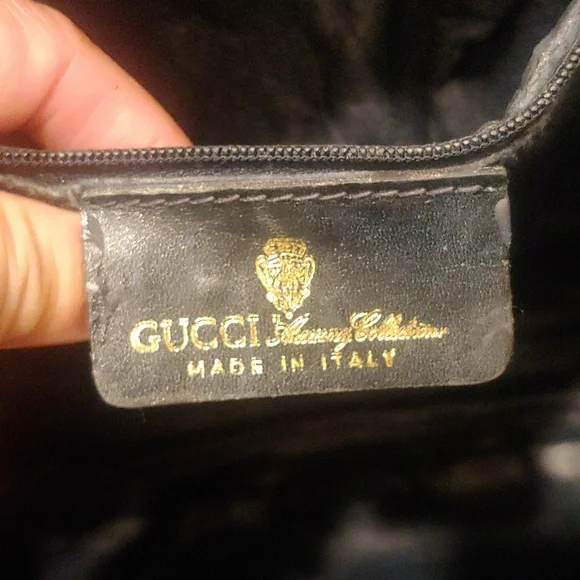 GUCCI Accessory Collection
MADE IN ITALY